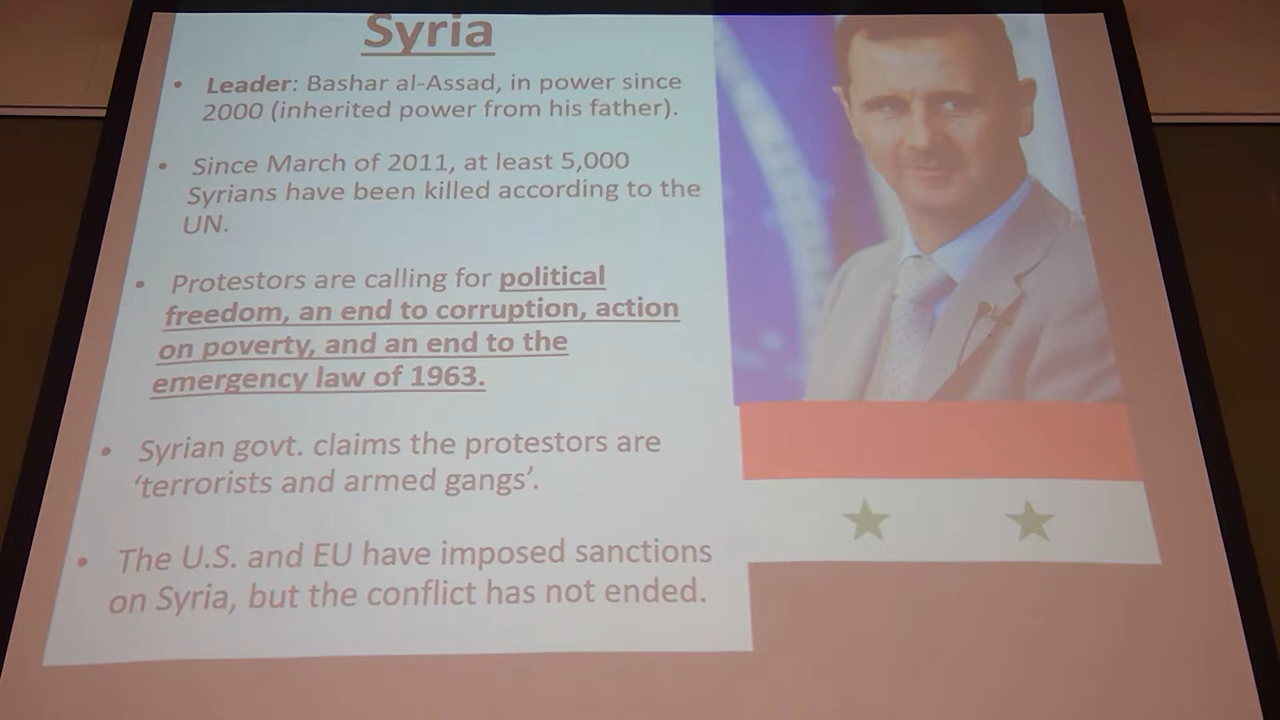 Syria
• Leader: Bashar al-Assad, in power since
2000 (inherited power from his father).
• Since March of 2011, at least 5,000
Syrians have been killed according to the
UN.
• Protestors are calling for political
freedom, an end to corruption, action
on poverty, and an end to the
emergency law of 1963.
• Syrian govt. claims the protestors are
‘terrorists and armed gangs’.
• The U.S. and EU have imposed sanctions
on Syria, but the conflict has not ended.